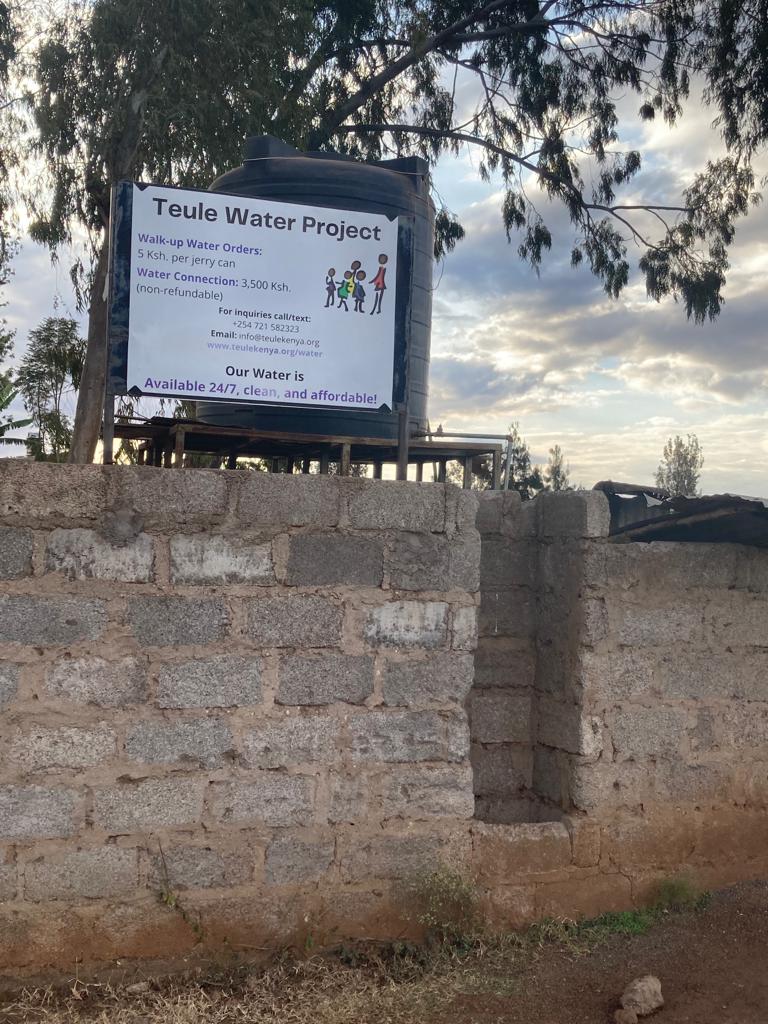 Teule Water Project
Walk-up Water Orders:
5 Ksh. per jerry can
Water Connection: 3,500 Ksh.
(non-refundable)
For inquiries call/text:
+254 721 582323
Email: info@teulekenya.org
www.teulekenya.org/water
Our Water is
Available 24/7, clean, and affordable!